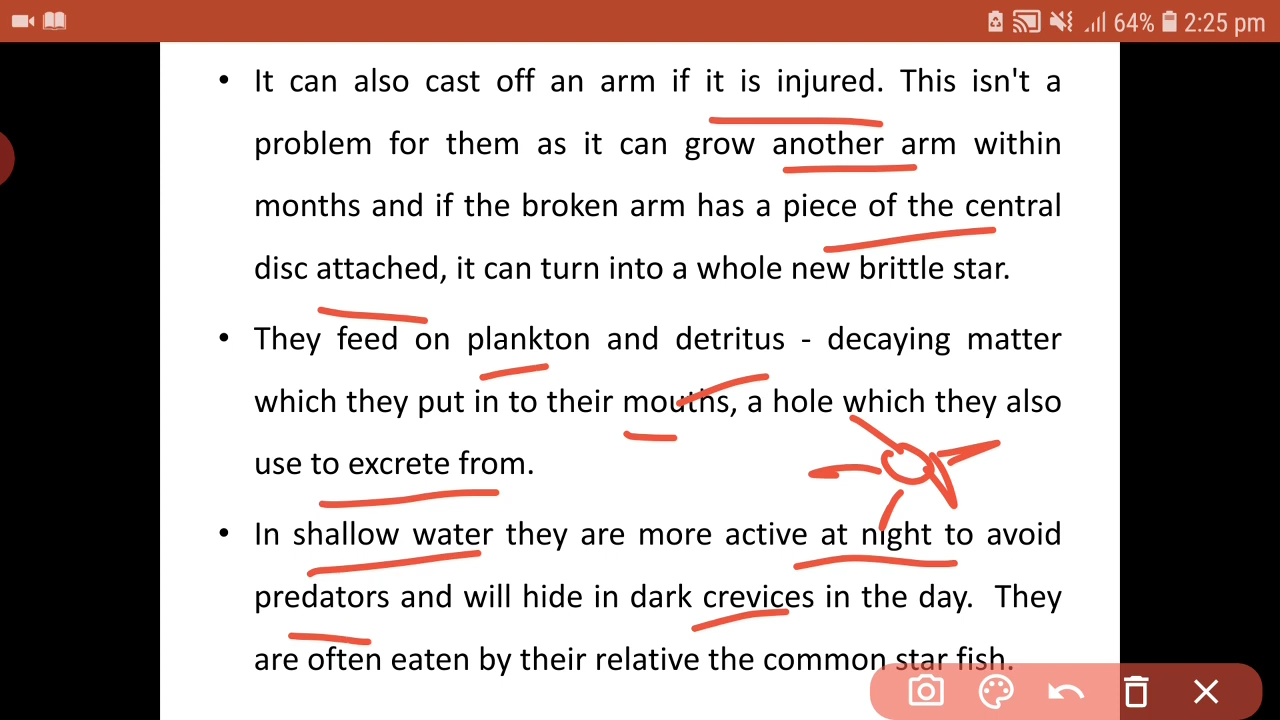 64% 2:25 pm
• It can also cast off an arm if it is injured. This isn't a
problem for them as it can grow another arm within
months and if the broken arm has a piece of the central
disc attached, it can turn into a whole new brittle star.
• They feed on plankton and detritus - decaying matter
which they put in to their mouths, a hole which they also
use to excrete from.
• In shallow water they are more active at night to avoid
predators and will hide in dark crevices in the day. They
are often eaten by their relative the common star fish.